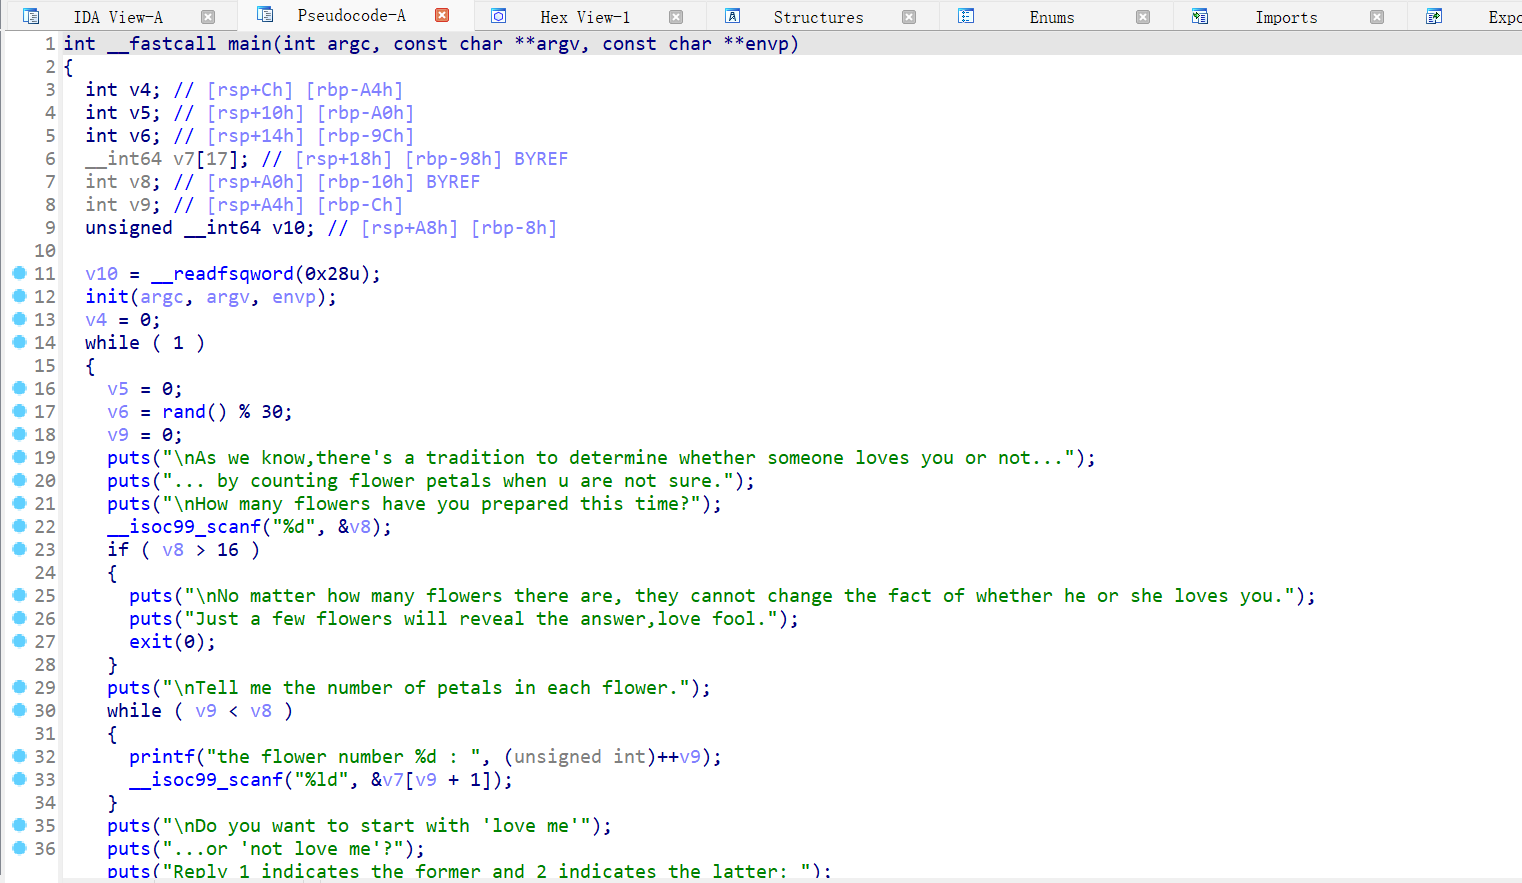 IDA View-A Pseudocode-A Hex View-1 Structures Enums Imports Expo
1 int __fastcall main(int argc, const char **argv, const char **envp)
2 {
3   int v4; // [rsp+Ch] [rbp-A4h]
4   int v5; // [rsp+10h] [rbp-A0h]
5   int v6; // [rsp+14h] [rbp-9Ch]
6   __int64 v7[17]; // [rsp+18h] [rbp-98h] BYREF
7   int v8; // [rsp+A0h] [rbp-10h] BYREF
8   int v9; // [rsp+A4h] [rbp-Ch]
9   unsigned __int64 v10; // [rsp+A8h] [rbp-8h]
10
11   v10 = __readfsqword(0x28u);
12   init(argc, argv, envp);
13   v4 = 0;
14   while ( 1 )
15   {
16     v5 = 0;
17     v6 = rand() % 30;
18     v9 = 0;
19     puts("\nAs we know,there's a tradition to determine whether someone loves you or not...");
20     puts("... by counting flower petals when u are not sure.");
21     puts("\nHow many flowers have you prepared this time?");
22     __isoc99_scanf("%d", &v8);
23     if ( v8 > 16 )
24     {
25       puts("\nNo matter how many flowers there are, they cannot change the fact of whether he or she loves you.");
26       puts("Just a few flowers will reveal the answer,love fool.");
27       exit(0);
28     }
29     puts("\nTell me the number of petals in each flower.");
30     while ( v9 < v8 )
31     {
32       printf("the flower number %d : ", (unsigned int)++v9);
33       __isoc99_scanf("%ld", &v7[v9 + 1]);
34     }
35     puts("\nDo you want to start with 'love me'");
36     puts("...or 'not love me'?");
puts("Reply 1 indicates the former and 2 indicates the latter: ");